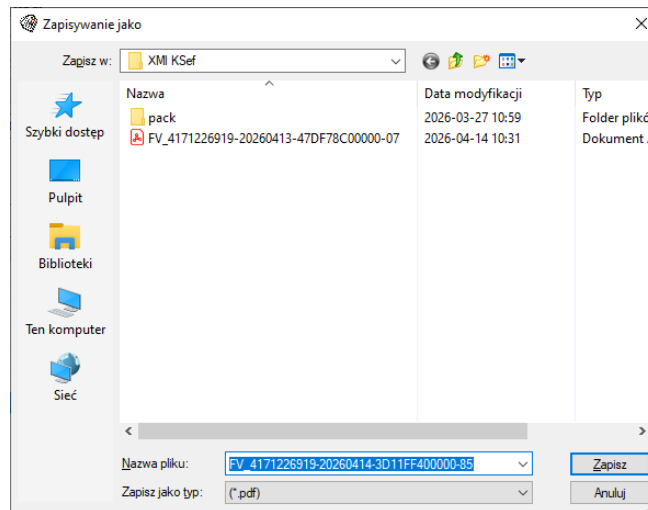 Zapisywanie jako
Zapisz w: XMl KSef
Nazwa Data modyfikacji Typ
pack 2026-03-27 10:59 Folder plikó
FV_4171226919-20260413-47DF78C00000-07 2026-04-14 10:31 Dokument
Szybki dostęp
Pulpit
Biblioteki
Ten komputer
Sieć
Nazwa pliku: FV_4171226919-20260414-3D11FF400000-85 Zapisz
Zapisz jako typ: (*.pdf) Anuluj